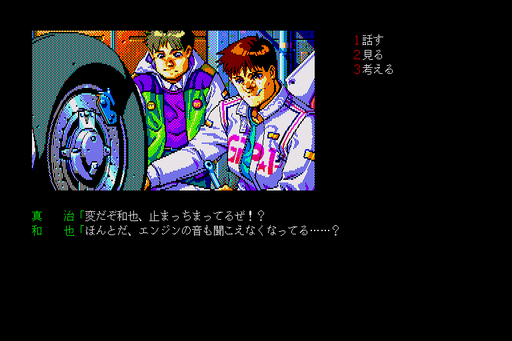 1 話す
2 見る
3 考える
GTP.1
真　治「変だぞ和也、止まっちまってるぜ！？
和　也「ほんとだ、エンジンの音も聞こえなくなってる……？